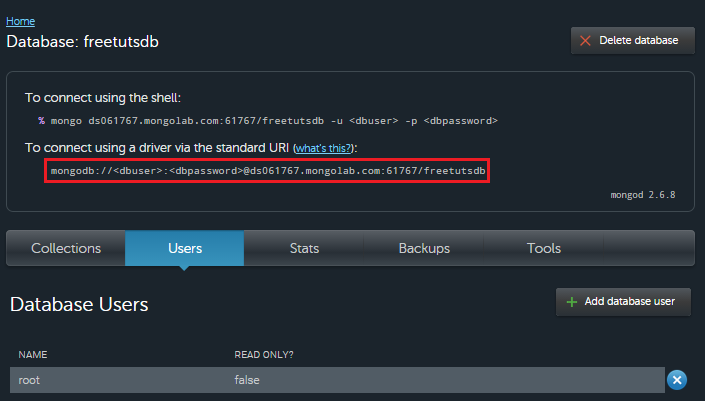 Home
Database: freetutsdb
Delete database
To connect using the shell:
% mongo ds061767.mongolab.com:61767/freetutsdb -u <dbuser> -p <dbpassword>
To connect using a driver via the standard URI (what's this?):
mongodb://<dbuser>:<dbpassword>@ds061767.mongolab.com:61767/freetutsdb
mongod 2.6.8
Collections Users Stats Backups Tools
Database Users
Add database user
NAME READ ONLY?
root false